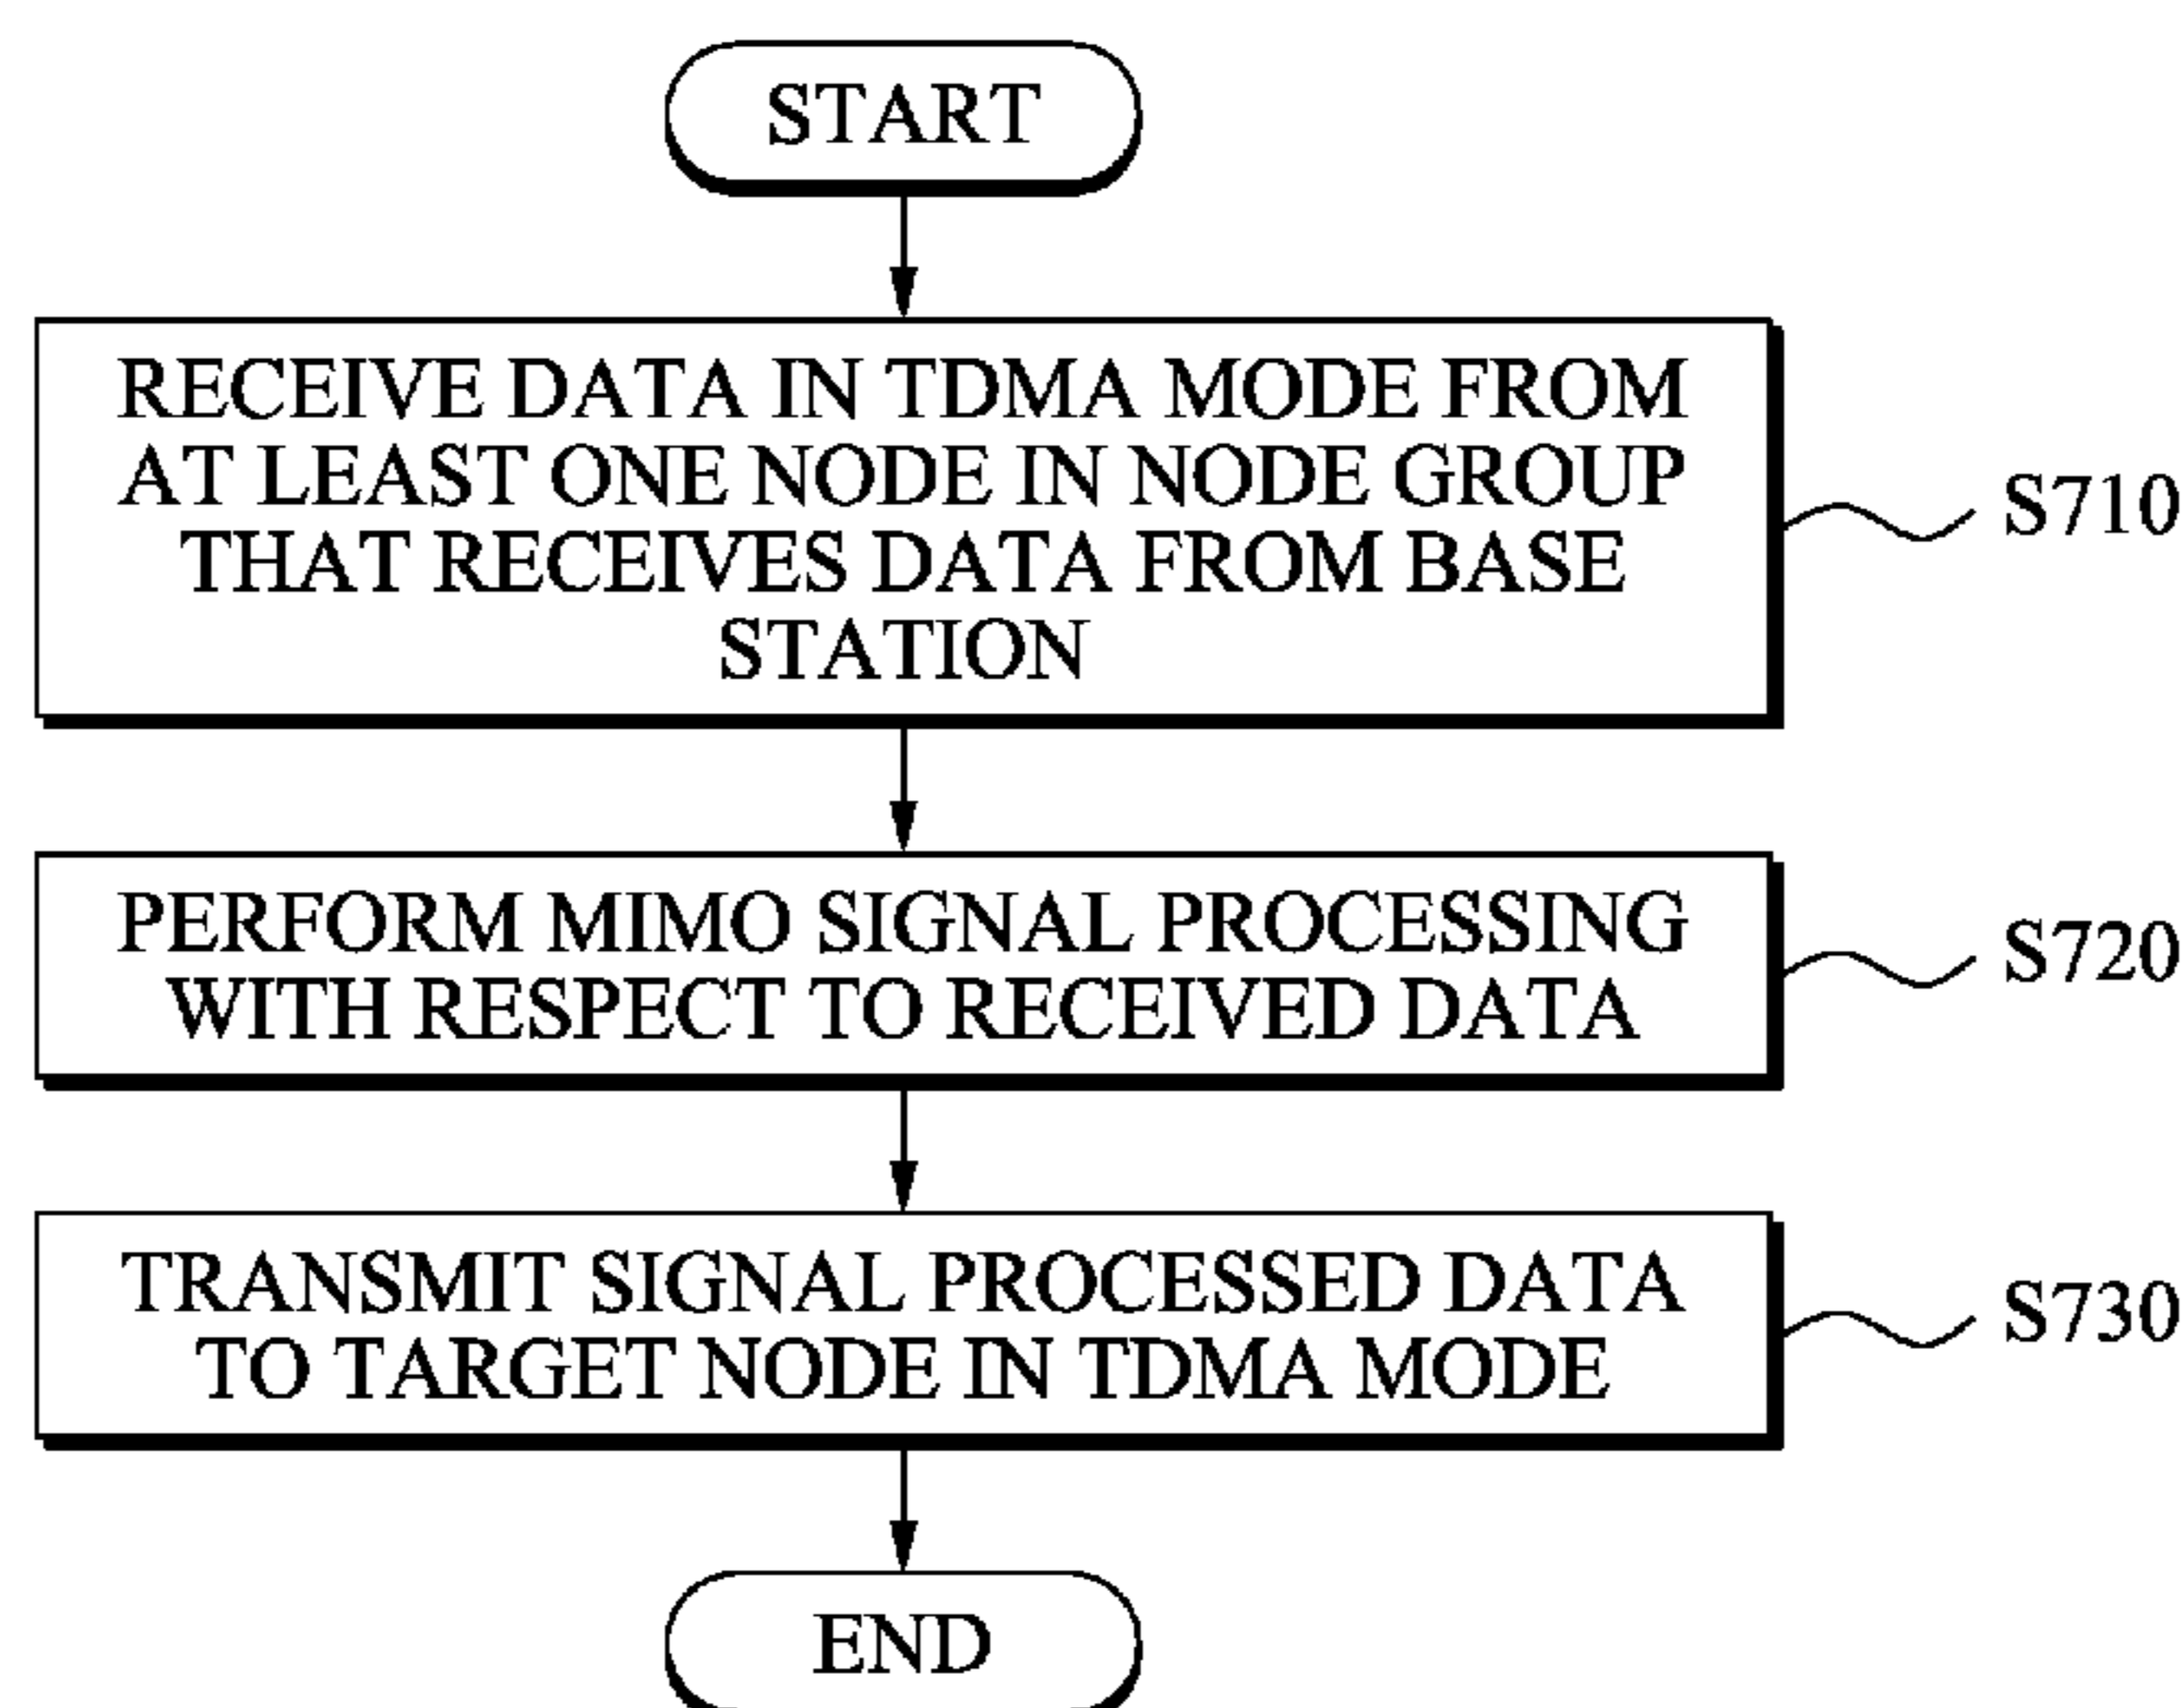 START
RECEIVE DATA IN TDMA MODE FROM
AT LEAST ONE NODE IN NODE GROUP
THAT RECEIVES DATA FROM BASE
STATION
S710
PERFORM MIMO SIGNAL PROCESSING
WITH RESPECT TO RECEIVED DATA
S720
TRANSMIT SIGNAL PROCESSED DATA
TO TARGET NODE IN TDMA MODE
S730
END